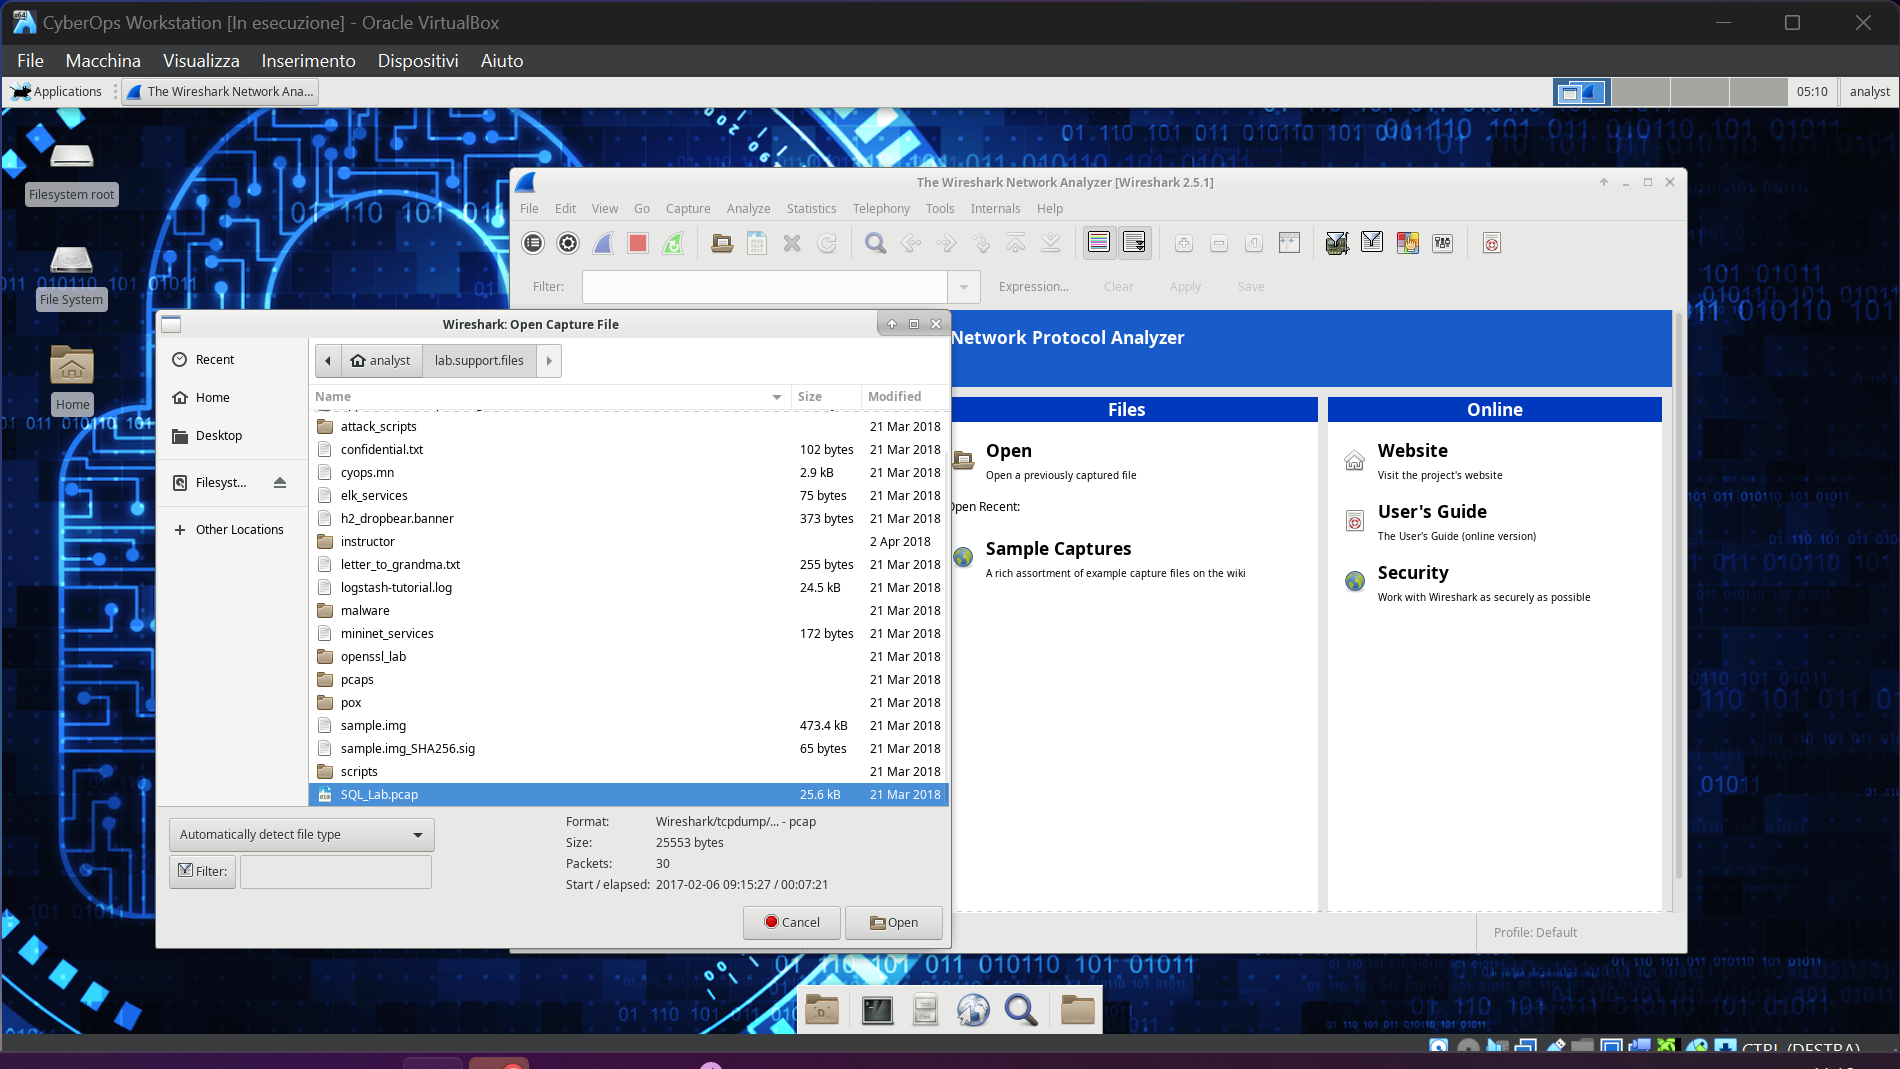 CyberOps Workstation [In esecuzione] - Oracle VirtualBox
File Macchina Visualizza Inserimento Dispositivi Aiuto
Applications The Wireshark Network Ana... 05:10 analyst
Filesystem root
File System
Home
The Wireshark Network Analyzer [Wireshark 2.5.1]
File Edit View Go Capture Analyze Statistics Telephony Tools Internals Help
Filter: Expression... Clear Apply Save
Network Protocol Analyzer
Files
Open
Open a previously captured file
Open Recent:
Sample Captures
A rich assortment of example capture files on the wiki
Online
Website
Visit the project's website
User's Guide
The User's Guide (online version)
Security
Work with Wireshark as securely as possible
Profile: Default
Wireshark: Open Capture File
Recent
Home
Desktop
Filesyst...
Other Locations
analyst lab.support.files
Name Size Modified
attack_scripts 21 Mar 2018
confidential.txt 102 bytes 21 Mar 2018
cyops.mn 2.9 kB 21 Mar 2018
elk_services 75 bytes 21 Mar 2018
h2_dropbear.banner 373 bytes 21 Mar 2018
instructor 2 Apr 2018
letter_to_grandma.txt 255 bytes 21 Mar 2018
logstash-tutorial.log 24.5 kB 21 Mar 2018
malware 21 Mar 2018
mininet_services 172 bytes 21 Mar 2018
openssl_lab 21 Mar 2018
pcaps 21 Mar 2018
pox 21 Mar 2018
sample.img 473.4 kB 21 Mar 2018
sample.img_SHA256.sig 65 bytes 21 Mar 2018
scripts 21 Mar 2018
SQL_Lab.pcap 25.6 kB 21 Mar 2018
Automatically detect file type
Filter:
Format: Wireshark/tcpdump/... - pcap
Size: 25553 bytes
Packets: 30
Start / elapsed: 2017-02-06 09:15:27 / 00:07:21
Cancel Open
CTRL (DESTRA)